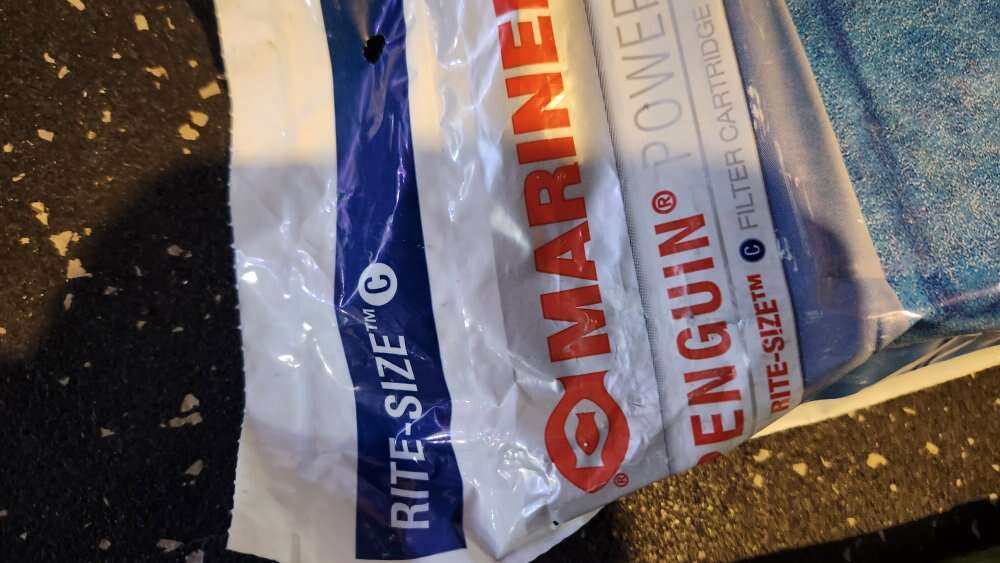 RITE-SIZE™ C
MARINE
PENGUIN® POWER
RITE-SIZE™ C FILTER CARTRIDGE